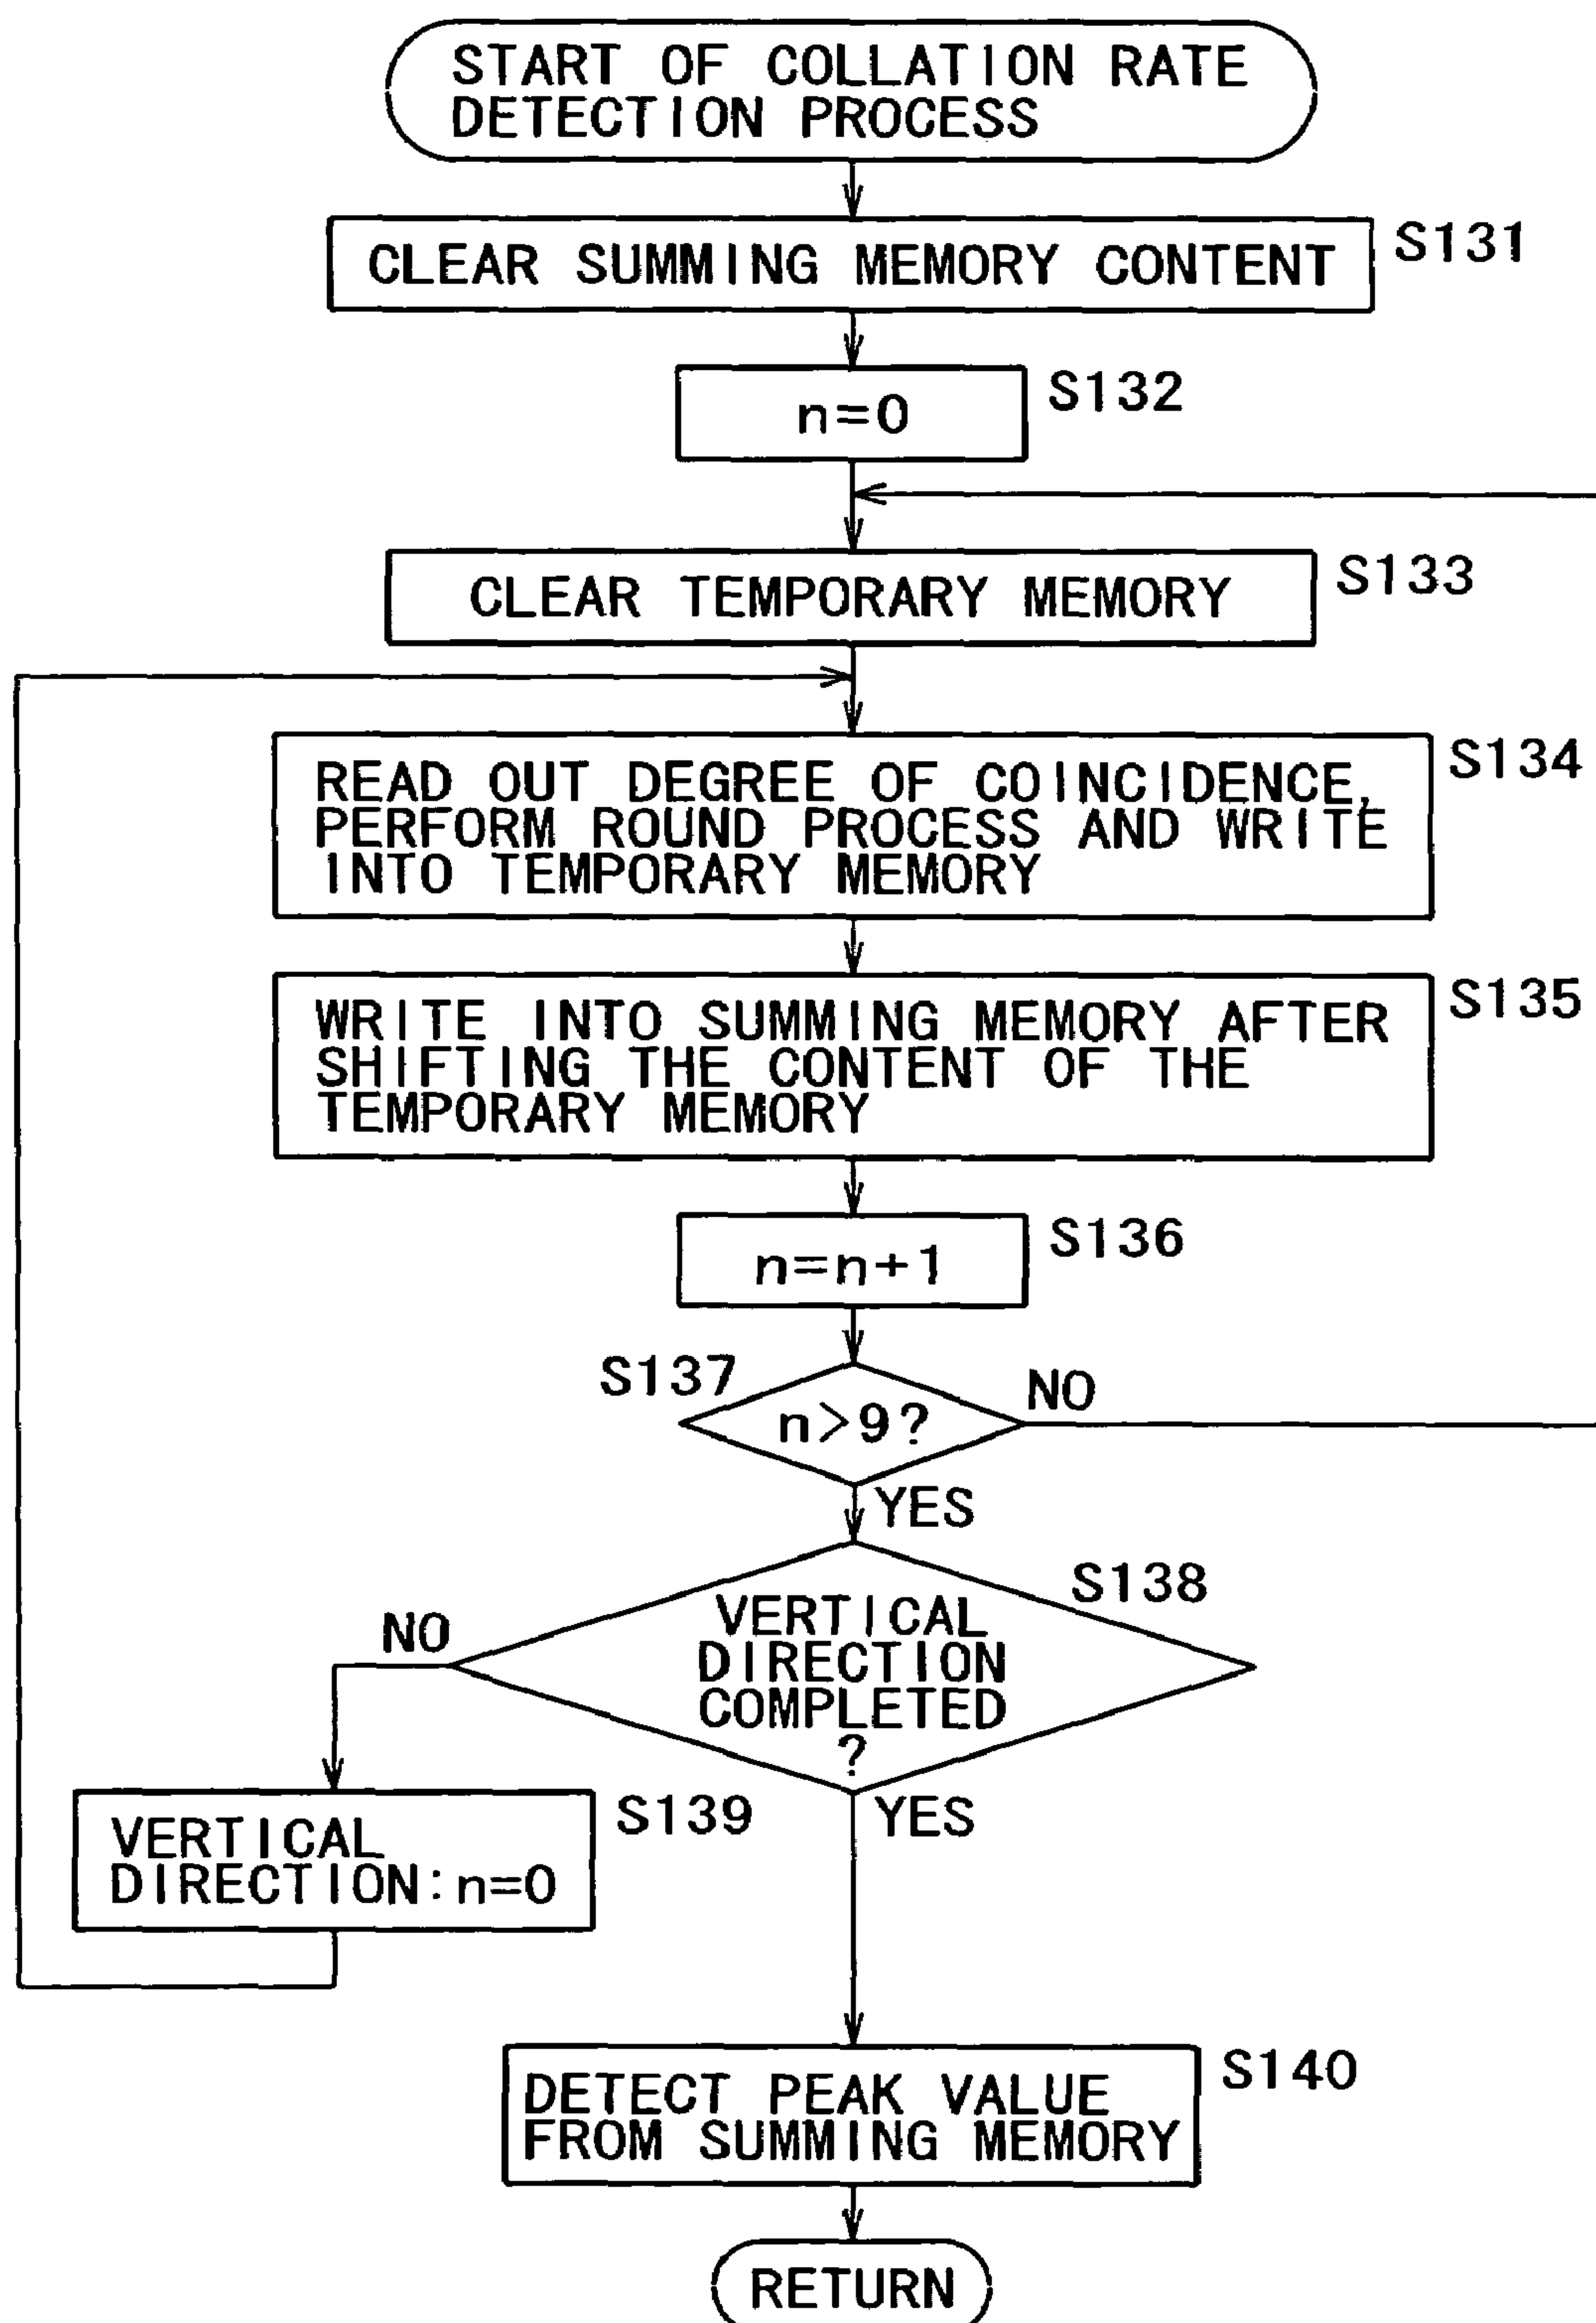 START OF COLLATION RATE
DETECTION PROCESS
CLEAR SUMMING MEMORY CONTENT
S131
n=0
S132
CLEAR TEMPORARY MEMORY
S133
READ OUT DEGREE OF COINCIDENCE,
PERFORM ROUND PROCESS AND WRITE
INTO TEMPORARY MEMORY
S134
WRITE INTO SUMMING MEMORY AFTER
SHIFTING THE CONTENT OF THE
TEMPORARY MEMORY
S135
n=n+1
S136
S137
n>9?
NO
YES
S138
VERTICAL
DIRECTION
COMPLETED
?
NO
YES
VERTICAL
DIRECTION:n=0
S139
DETECT PEAK VALUE
FROM SUMMING MEMORY
S140
RETURN